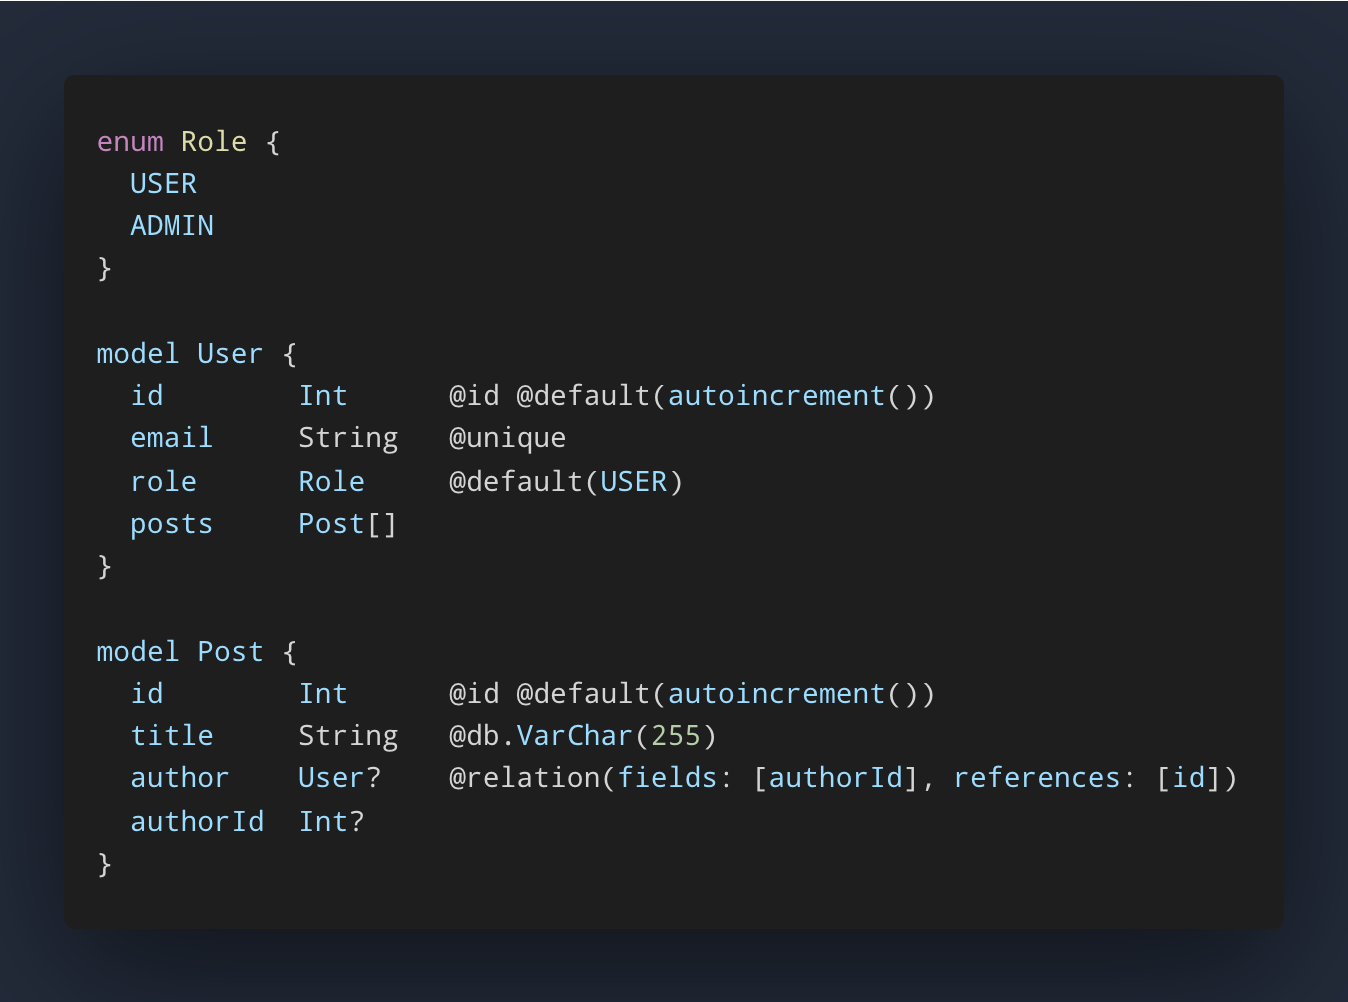 enum Role {
  USER
  ADMIN
}

model User {
  id        Int      @id @default(autoincrement())
  email     String   @unique
  role      Role     @default(USER)
  posts     Post[]
}

model Post {
  id        Int      @id @default(autoincrement())
  title     String   @db.VarChar(255)
  author    User?    @relation(fields: [authorId], references: [id])
  authorId  Int?
}